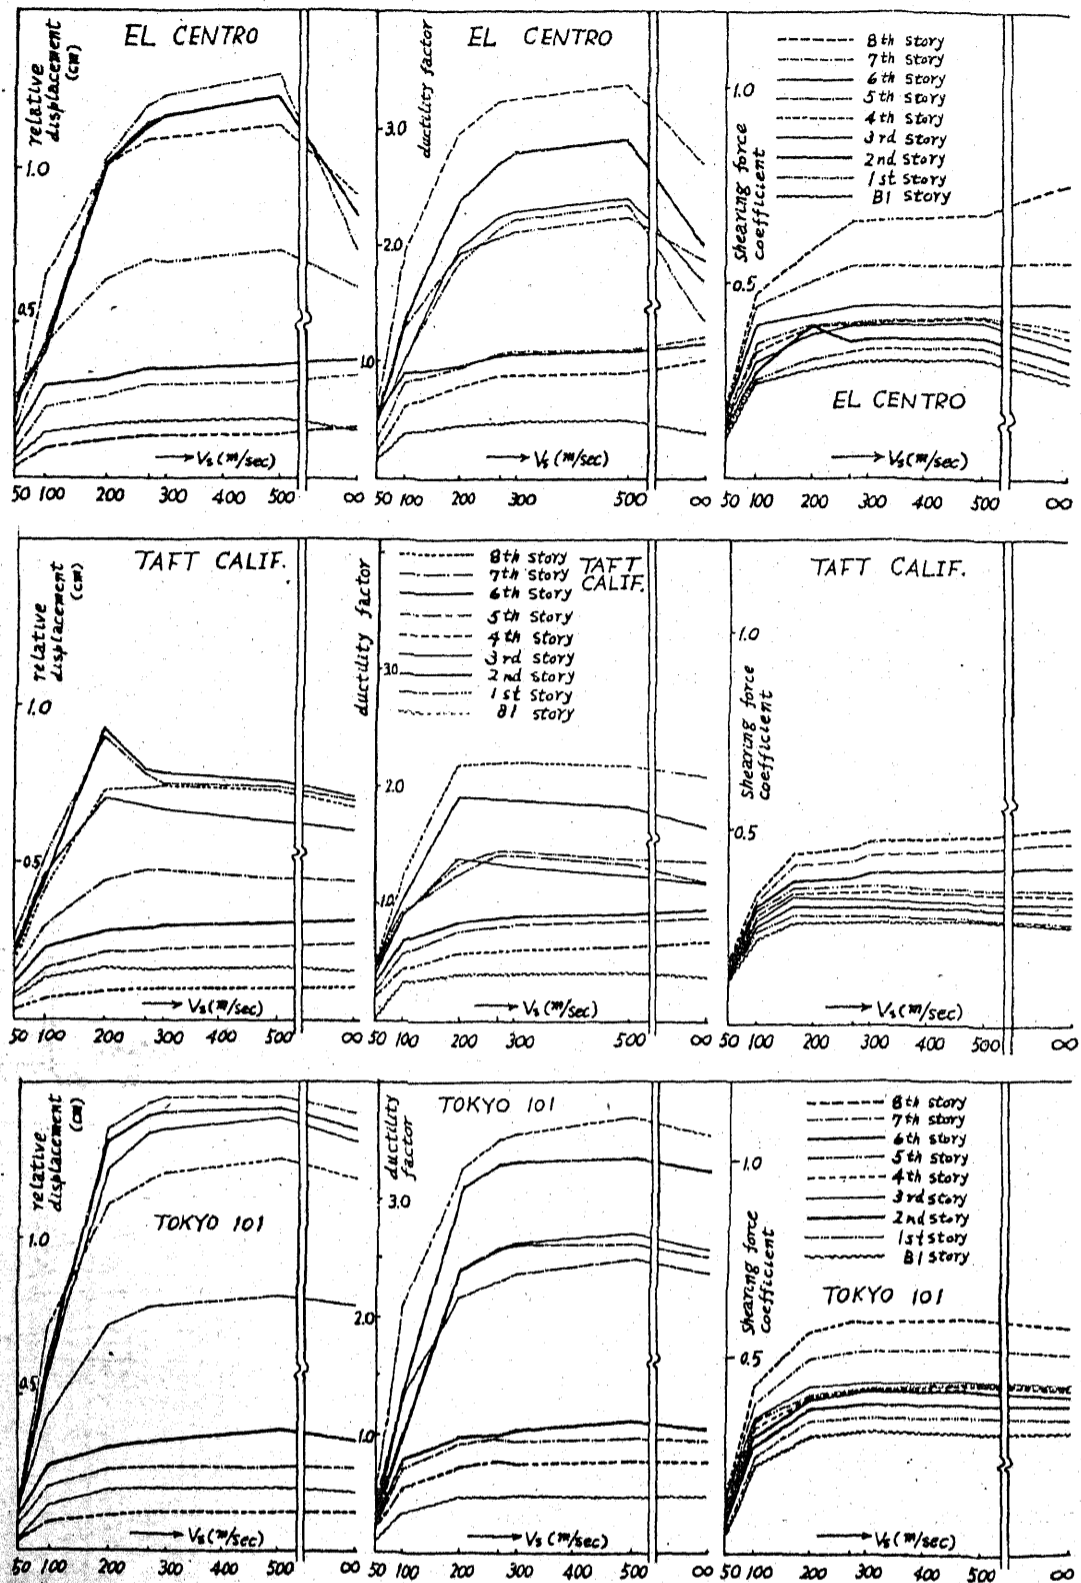 EL CENTRO
relative
displacement
(cm)
1.0
0.5
→ Vs (m/sec)
50 100 200 300 400 500 ∞
EL CENTRO
ductility factor
3.0
2.0
1.0
→ Vs (m/sec)
50 100 200 300 500 ∞
8th story
7th story
6th story
5th story
4th story
3rd story
2nd story
1st story
B1 story
1.0
shearing force
coefficient
0.5
EL CENTRO
→ Vs (m/sec)
50 100 200 300 400 500 ∞
TAFT CALIF.
relative
displacement
(cm)
1.0
0.5
→ Vs (m/sec)
50 100 200 300 400 500 ∞
8th story
7th story
6th story
5th story
4th story
3rd story
2nd story
1st story
B1 story
TAFT
CALIF.
ductility factor
3.0
2.0
1.0
→ Vs (m/sec)
50 100 200 300 500 ∞
TAFT CALIF.
1.0
shearing force
coefficient
0.5
→ Vs (m/sec)
50 100 200 300 400 500 ∞
relative
displacement
(cm)
TOKYO 101
1.0
0.5
→ Vs (m/sec)
50 100 200 300 400 500 ∞
TOKYO 101
ductility
factor
3.0
2.0
1.0
→ Vs (m/sec)
50 100 200 300 500 ∞
8th story
7th story
6th story
5th story
4th story
3rd story
2nd story
1st story
B1 story
1.0
shearing force
coefficient
TOKYO 101
0.5
→ Vs (m/sec)
50 100 200 300 400 500 ∞